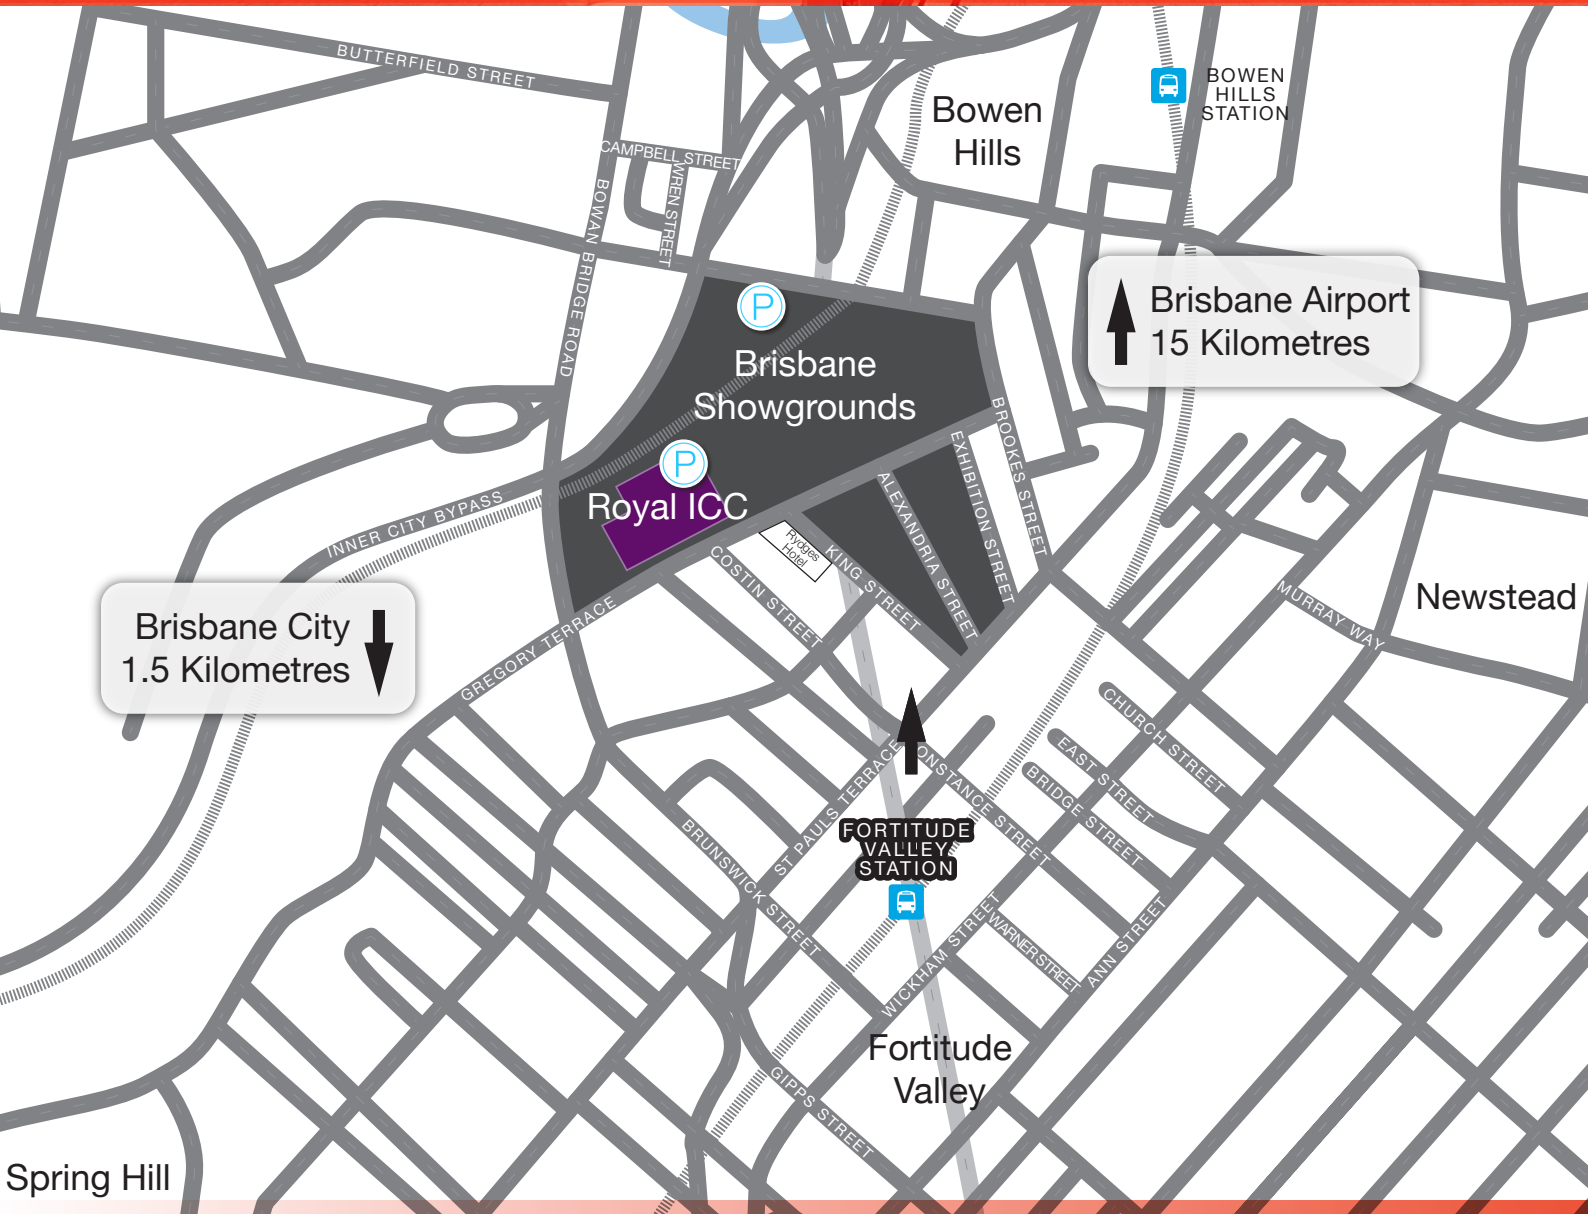 BUTTERFIELD STREET
BOWEN
HILLS
STATION
Bowen
Hills
CAMPBELL STREET
WREN STREET
BOWAN BRIDGE ROAD
P
Brisbane Airport
15 Kilometres
Brisbane
Showgrounds
P
Royal ICC
BROOKES STREET
EXHIBITION STREET
ALEXANDRIA STREET
INNER CITY BYPASS
Rydges
Hotel
KING STREET
COSTIN STREET
GREGORY TERRACE
Brisbane City
1.5 Kilometres
MURRAY WAY
Newstead
CHURCH STREET
EAST STREET
BRIDGE STREET
ONSTANCE STREET
ST PAULS TERRACE
FORTITUDE
VALLEY
STATION
BRUNSWICK STREET
WICKHAM STREET
WARNER STREET
ANN STREET
Fortitude
Valley
GIPPS STREET
Spring Hill